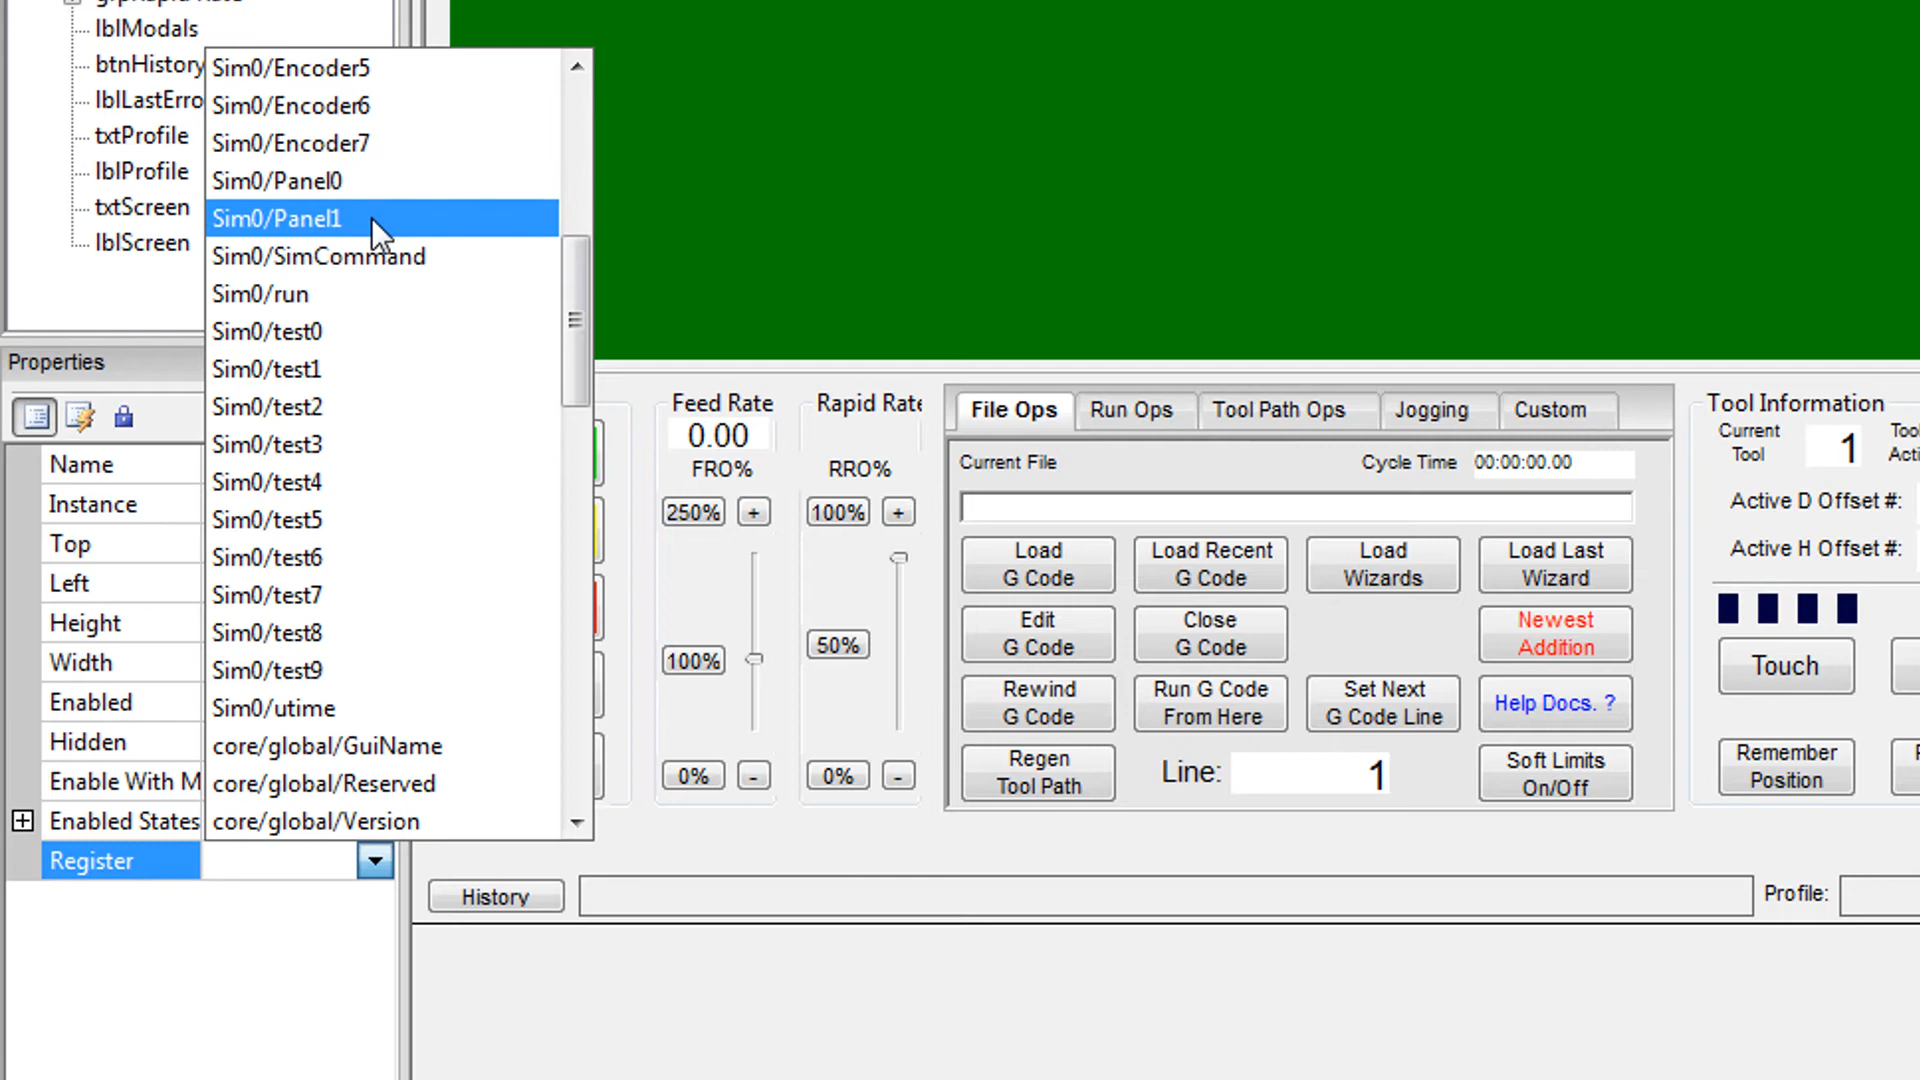 lblModals
btnHistory
lblLastErro
txtProfile
lblProfile
txtScreen
lblScreen
Sim0/Encoder5
Sim0/Encoder6
Sim0/Encoder7
Sim0/Panel0
Sim0/Panel1
Sim0/SimCommand
Sim0/run
Sim0/test0
Sim0/test1
Sim0/test2
Sim0/test3
Sim0/test4
Sim0/test5
Sim0/test6
Sim0/test7
Sim0/test8
Sim0/test9
Sim0/utime
core/global/GuiName
core/global/Reserved
core/global/Version
Properties
Name
Instance
Top
Left
Height
Width
Enabled
Hidden
Enable With M
Enabled States
Register
Feed Rate
0.00
FRO%
250% +
100%
0% -
Rapid Rate
RRO%
100% +
50%
0% -
File Ops Run Ops Tool Path Ops Jogging Custom
Current File Cycle Time 00:00:00.00
Load
G Code
Load Recent
G Code
Load
Wizards
Load Last
Wizard
Edit
G Code
Close
G Code
Newest
Addition
Rewind
G Code
Run G Code
From Here
Set Next
G Code Line
Help Docs. ?
Regen
Tool Path
Line: 1
Soft Limits
On/Off
Tool Information
Current
Tool
1
Active D Offset #:
Active H Offset #:
Touch
Remember
Position
History
Profile: